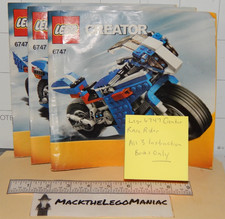 LEGO
LEGO
LEGO CREATOR
6747
6747
6747
Lego 6747 Creator
Race Rider
All 3 Instruction
Books Only
MacktheLegoManiac